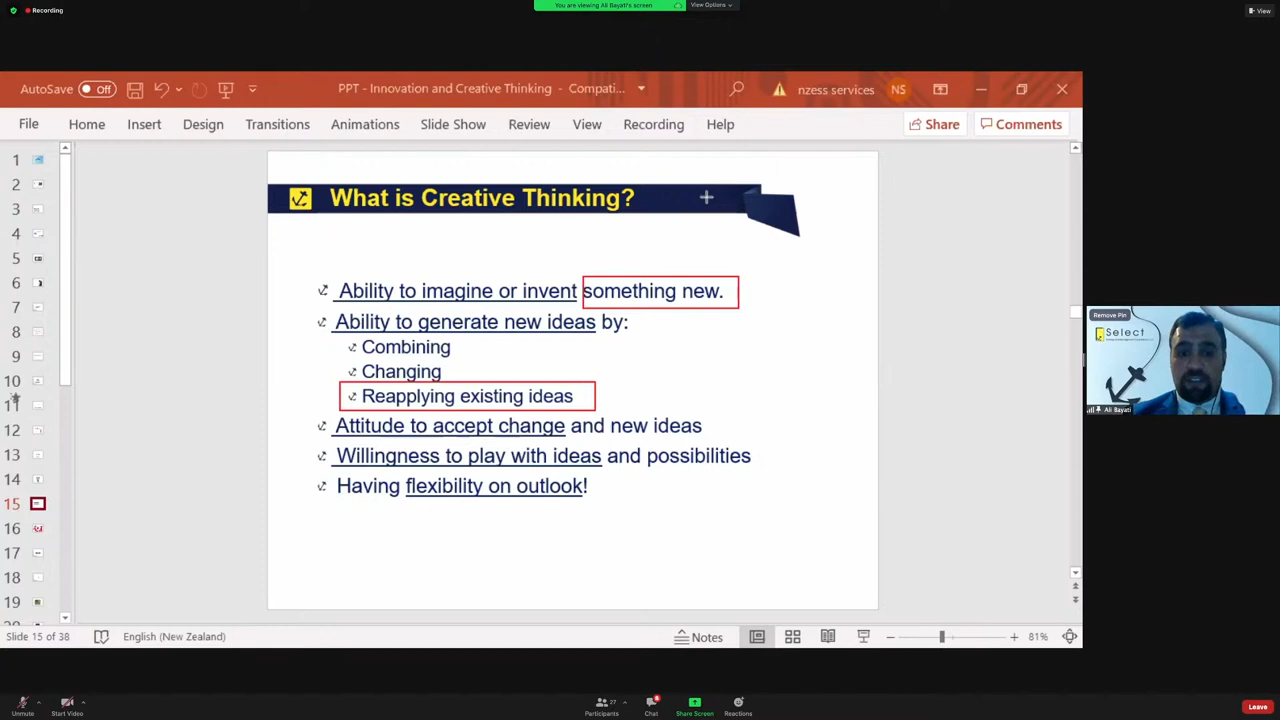 Recording
You are viewing Ali Bayati's screen
View Options
View
AutoSave Off
PPT - Innovation and Creative Thinking - Compati...
nzess services
NS
File Home Insert Design Transitions Animations Slide Show Review View Recording Help
Share
Comments
1
2
3
4
5
6
7
8
9
10
11
12
13
14
15
16
17
18
19
What is Creative Thinking?
Ability to imagine or invent something new.
Ability to generate new ideas by:
Combining
Changing
Reapplying existing ideas
Attitude to accept change and new ideas
Willingness to play with ideas and possibilities
Having flexibility on outlook!
Remove Pin
Select
Ali Bayati
Slide 15 of 38
English (New Zealand)
Notes
81%
Unmute
Start Video
Participants
27
Chat
8
Share Screen
Reactions
Leave